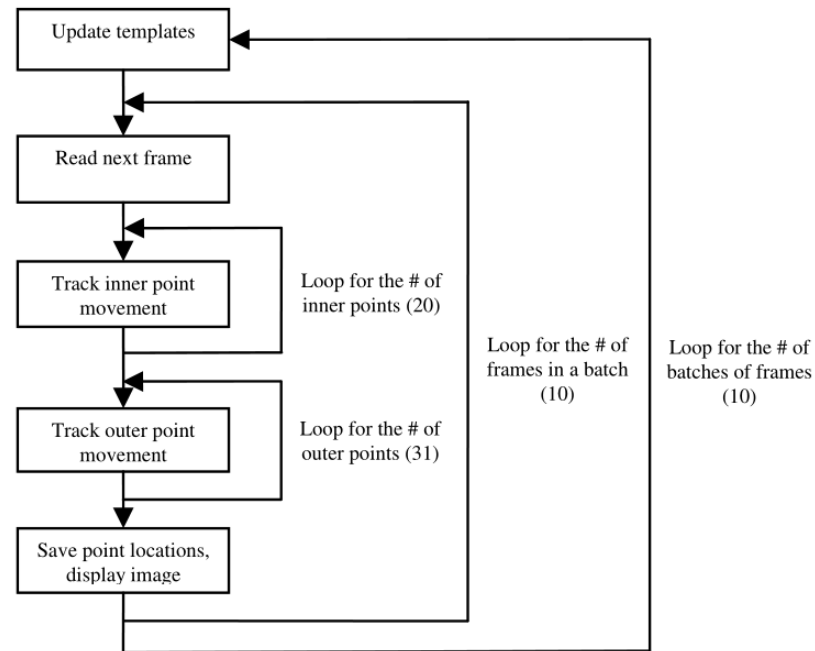 Update templates
Read next frame
Track inner point
movement
Loop for the # of
inner points (20)
Track outer point
movement
Loop for the # of
outer points (31)
Save point locations,
display image
Loop for the # of
frames in a batch
(10)
Loop for the # of
batches of frames
(10)